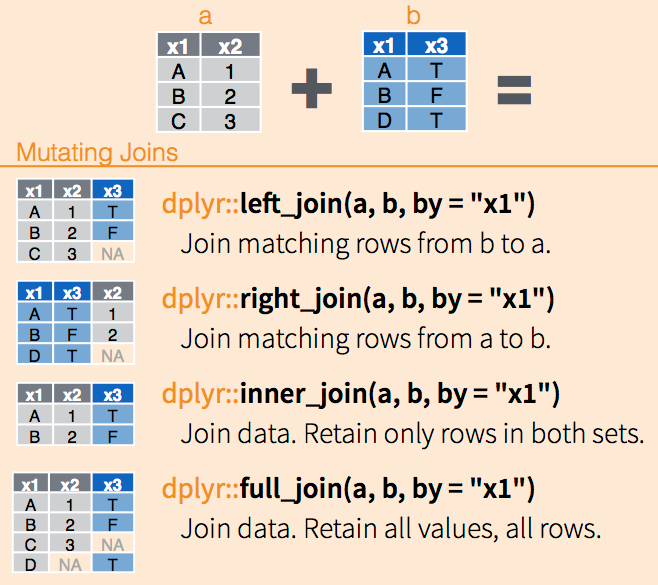 a b
x1 x2 x1 x3
A 1 A T
B 2 + B F =
C 3 D T
Mutating Joins
x1 x2 x3
A 1 T
B 2 F
C 3 NA
dplyr::left_join(a, b, by = "x1")
Join matching rows from b to a.
x1 x3 x2
A T 1
B F 2
D T NA
dplyr::right_join(a, b, by = "x1")
Join matching rows from a to b.
x1 x2 x3
A 1 T
B 2 F
dplyr::inner_join(a, b, by = "x1")
Join data. Retain only rows in both sets.
x1 x2 x3
A 1 T
B 2 F
C 3 NA
D NA T
dplyr::full_join(a, b, by = "x1")
Join data. Retain all values, all rows.